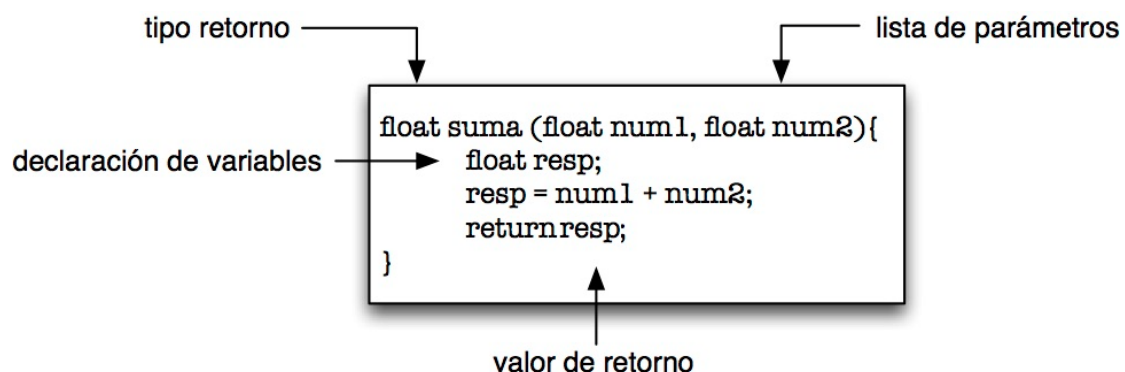 tipo retorno
lista de parámetros
float suma (float num1, float num2){
declaración de variables
float resp;
resp = num1 + num2;
return resp;
}
valor de retorno